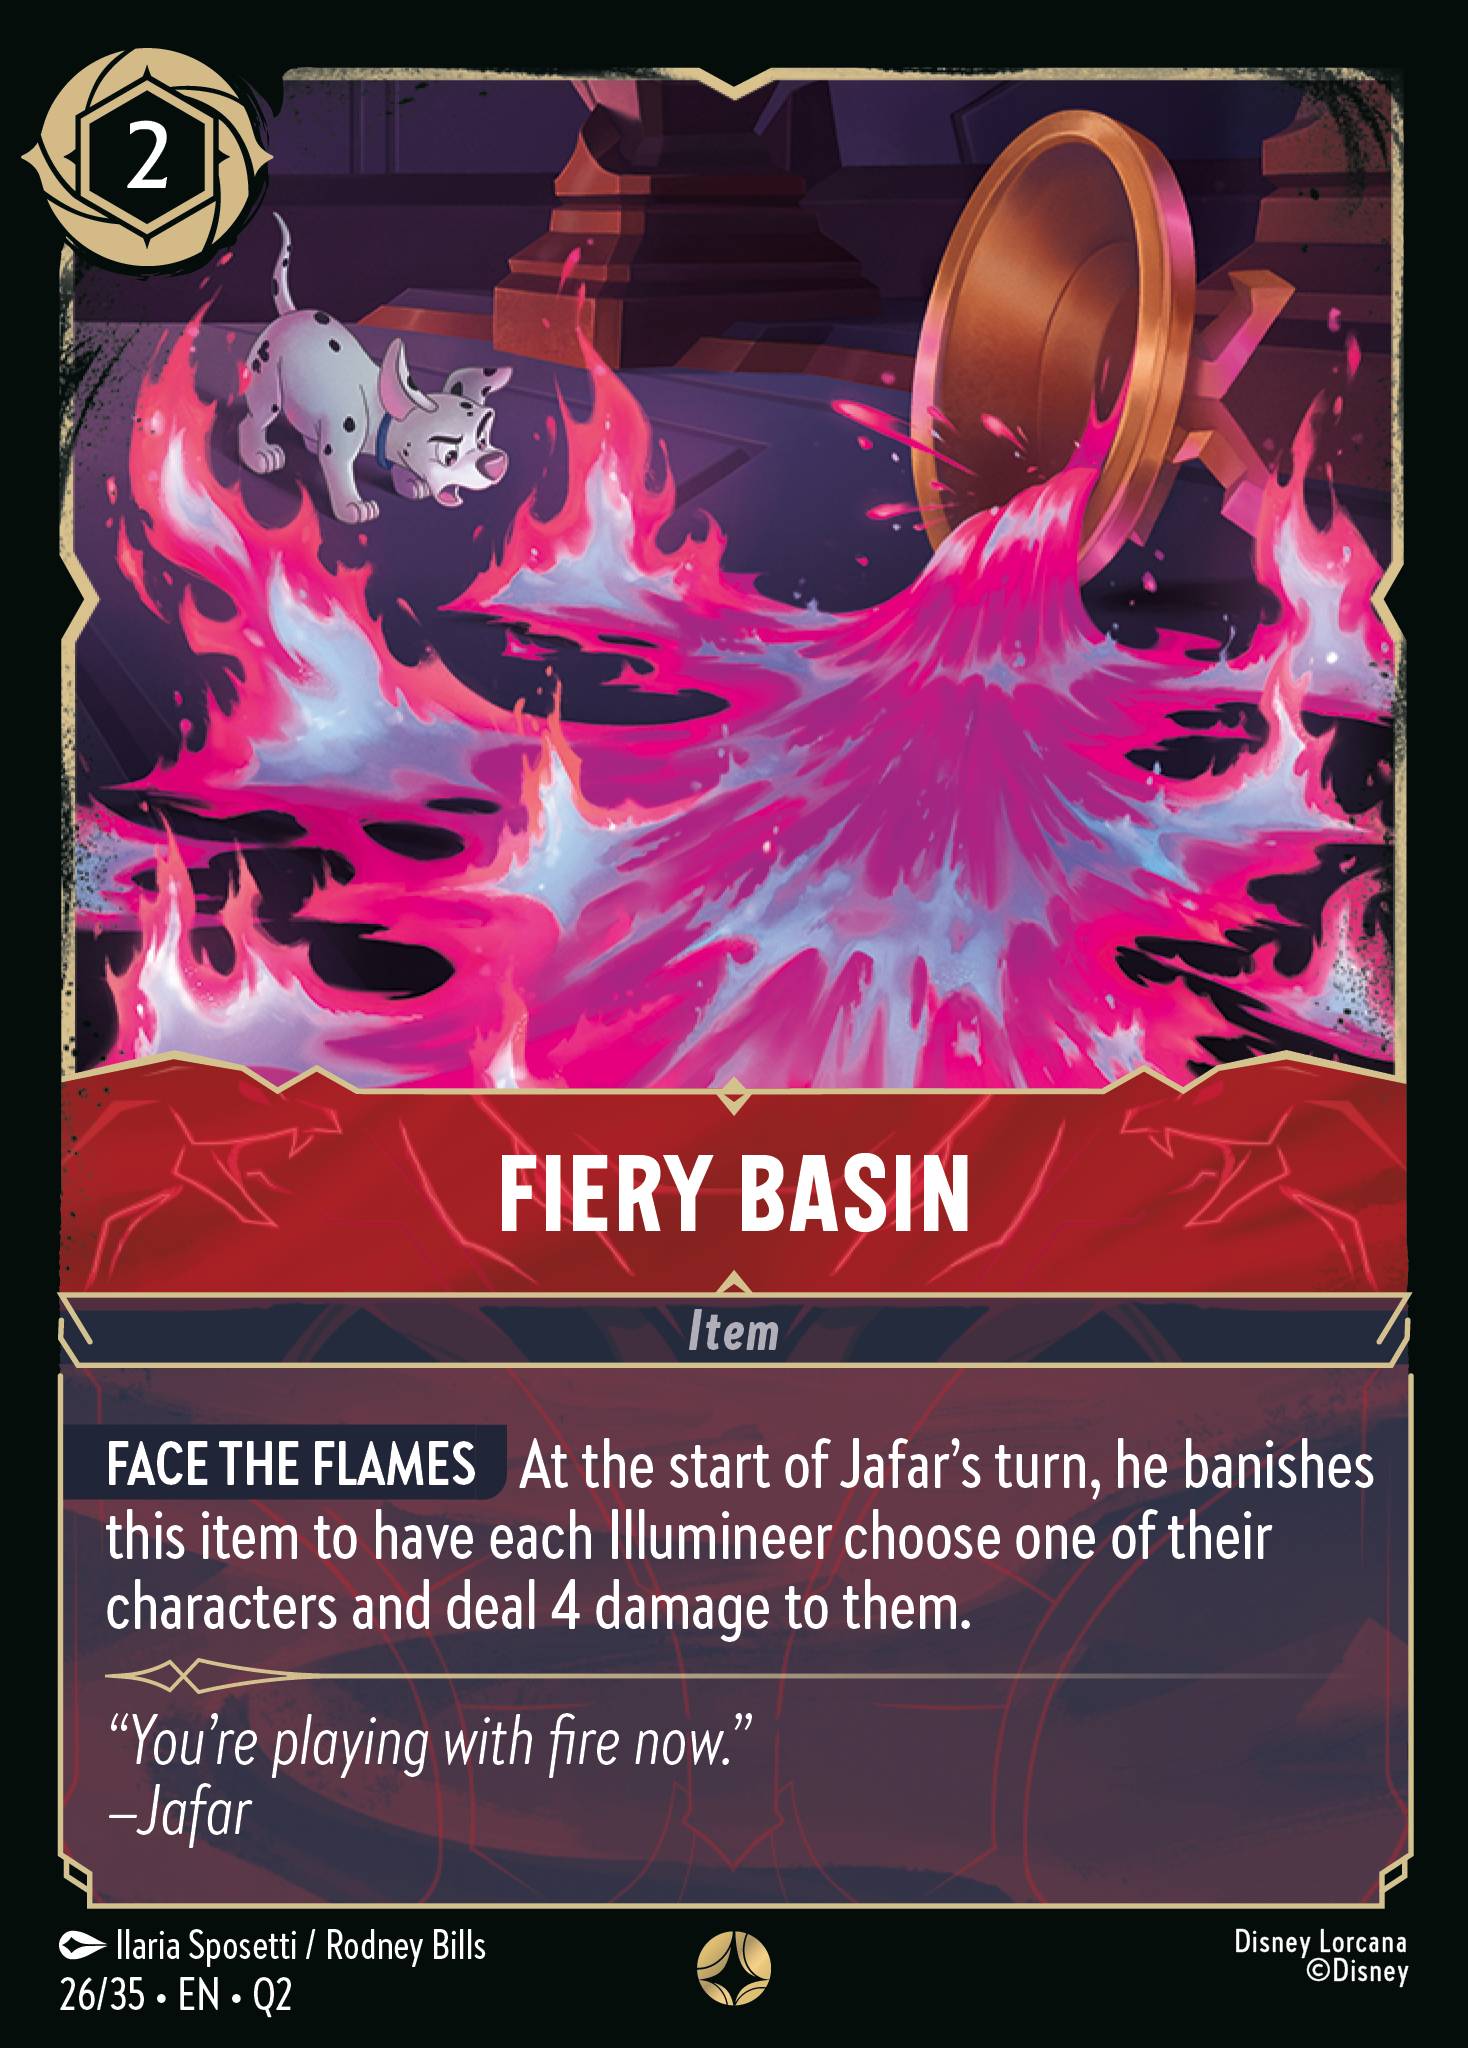 2
FIERY BASIN
Item
FACE THE FLAMES At the start of Jafar’s turn, he banishes
this item to have each Illumineer choose one of their
characters and deal 4 damage to them.
“You’re playing with fire now.”
–Jafar
Ilaria Sposetti / Rodney Bills
26/35 • EN • Q2
Disney Lorcana
©Disney